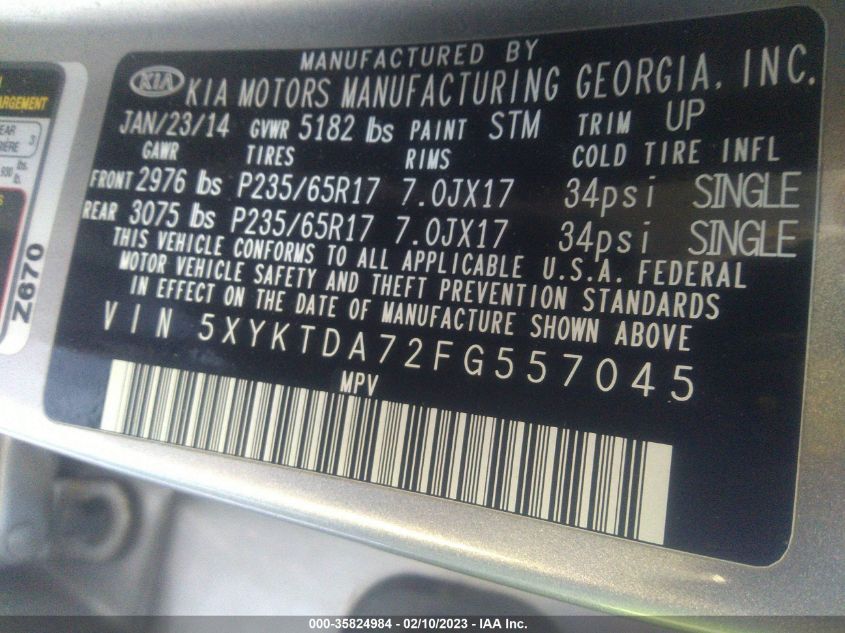 MANUFACTURED BY
KIA KIA MOTORS MANUFACTURING GEORGIA, INC.
JAN/23/14 GVWR 5182 lbs PAINT STM TRIM UP
GAWR TIRES RIMS COLD TIRE INFL
FRONT 2976 lbs P235/65R17 7.0JX17 34psi SINGLE
REAR 3075 lbs P235/65R17 7.0JX17 34psi SINGLE
THIS VEHICLE CONFORMS TO ALL APPLICABLE U.S.A. FEDERAL
MOTOR VEHICLE SAFETY AND THEFT PREVENTION STANDARDS
IN EFFECT ON THE DATE OF MANUFACTURE SHOWN ABOVE
VIN 5XYKTDA72FG557045
MPV
Z670
3
lbs.
000-35824984 - 02/10/2023 - IAA Inc.